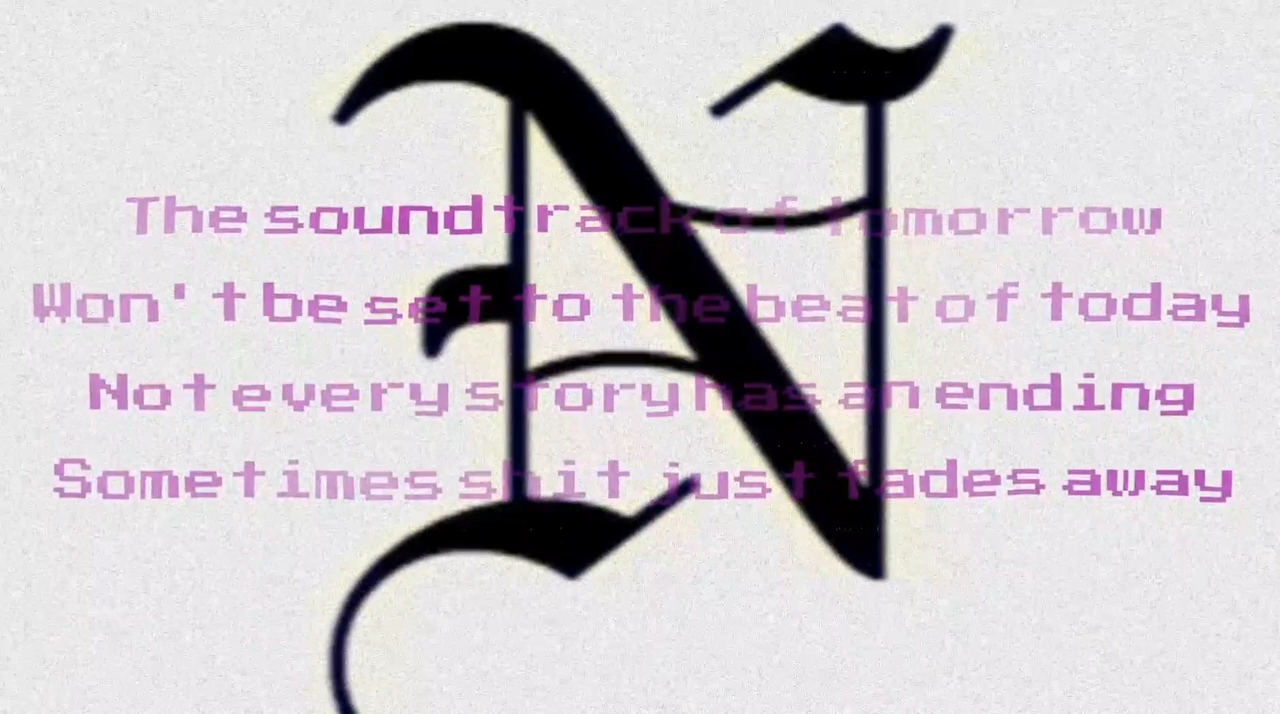 N
The soundtrack of tomorrow
Won't be set to the beat of today
Not every story has an ending
Sometimes shit just fades away